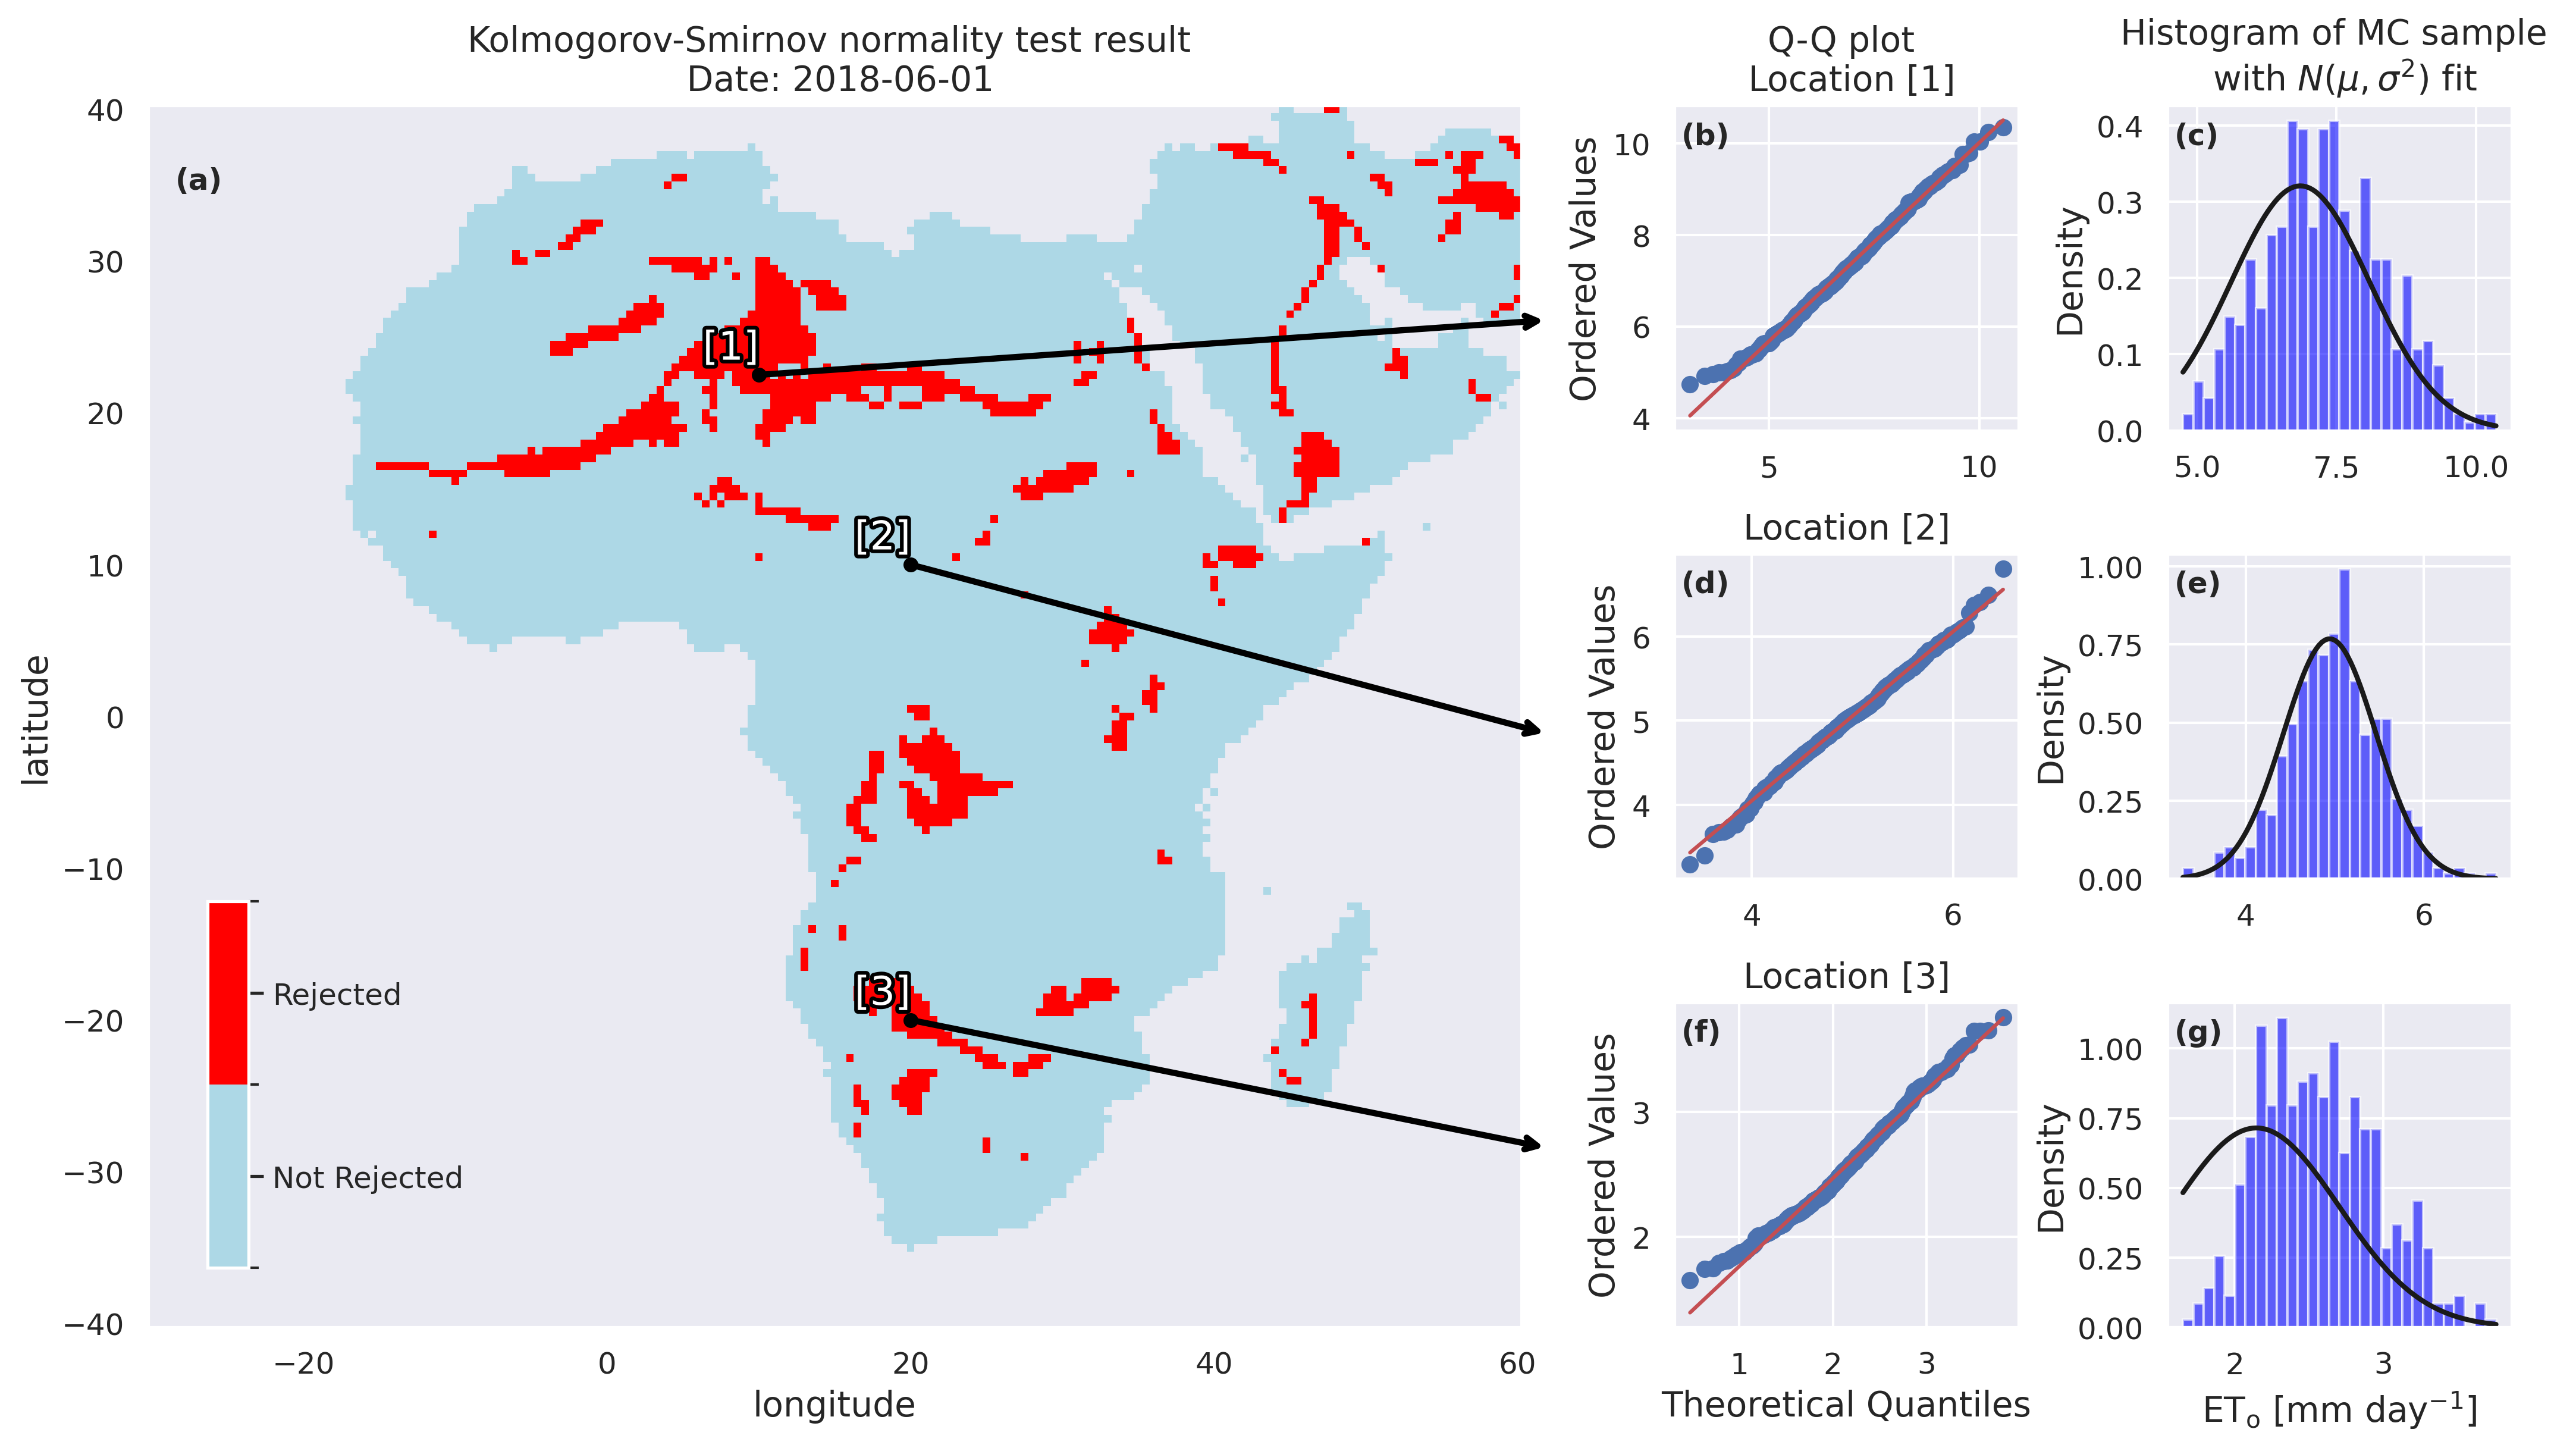 Kolmogorov-Smirnov normality test result
Date: 2018-06-01
(a)
40
30
20
10
0
−10
−20
−30
−40
latitude
−20
0
20
40
60
longitude
[1]
[2]
[3]
Rejected
Not Rejected
Q-Q plot
Location [1]
(b)
Ordered Values
10
8
6
4
5
10
Histogram of MC sample
with N(μ, σ²) fit
(c)
Density
0.4
0.3
0.2
0.1
0.0
5.0
7.5
10.0
Location [2]
(d)
Ordered Values
6
5
4
4
6
(e)
Density
1.00
0.75
0.50
0.25
0.00
4
6
Location [3]
(f)
Ordered Values
3
2
1
2
3
Theoretical Quantiles
(g)
Density
1.00
0.75
0.50
0.25
0.00
2
3
ETₒ [mm day⁻¹]